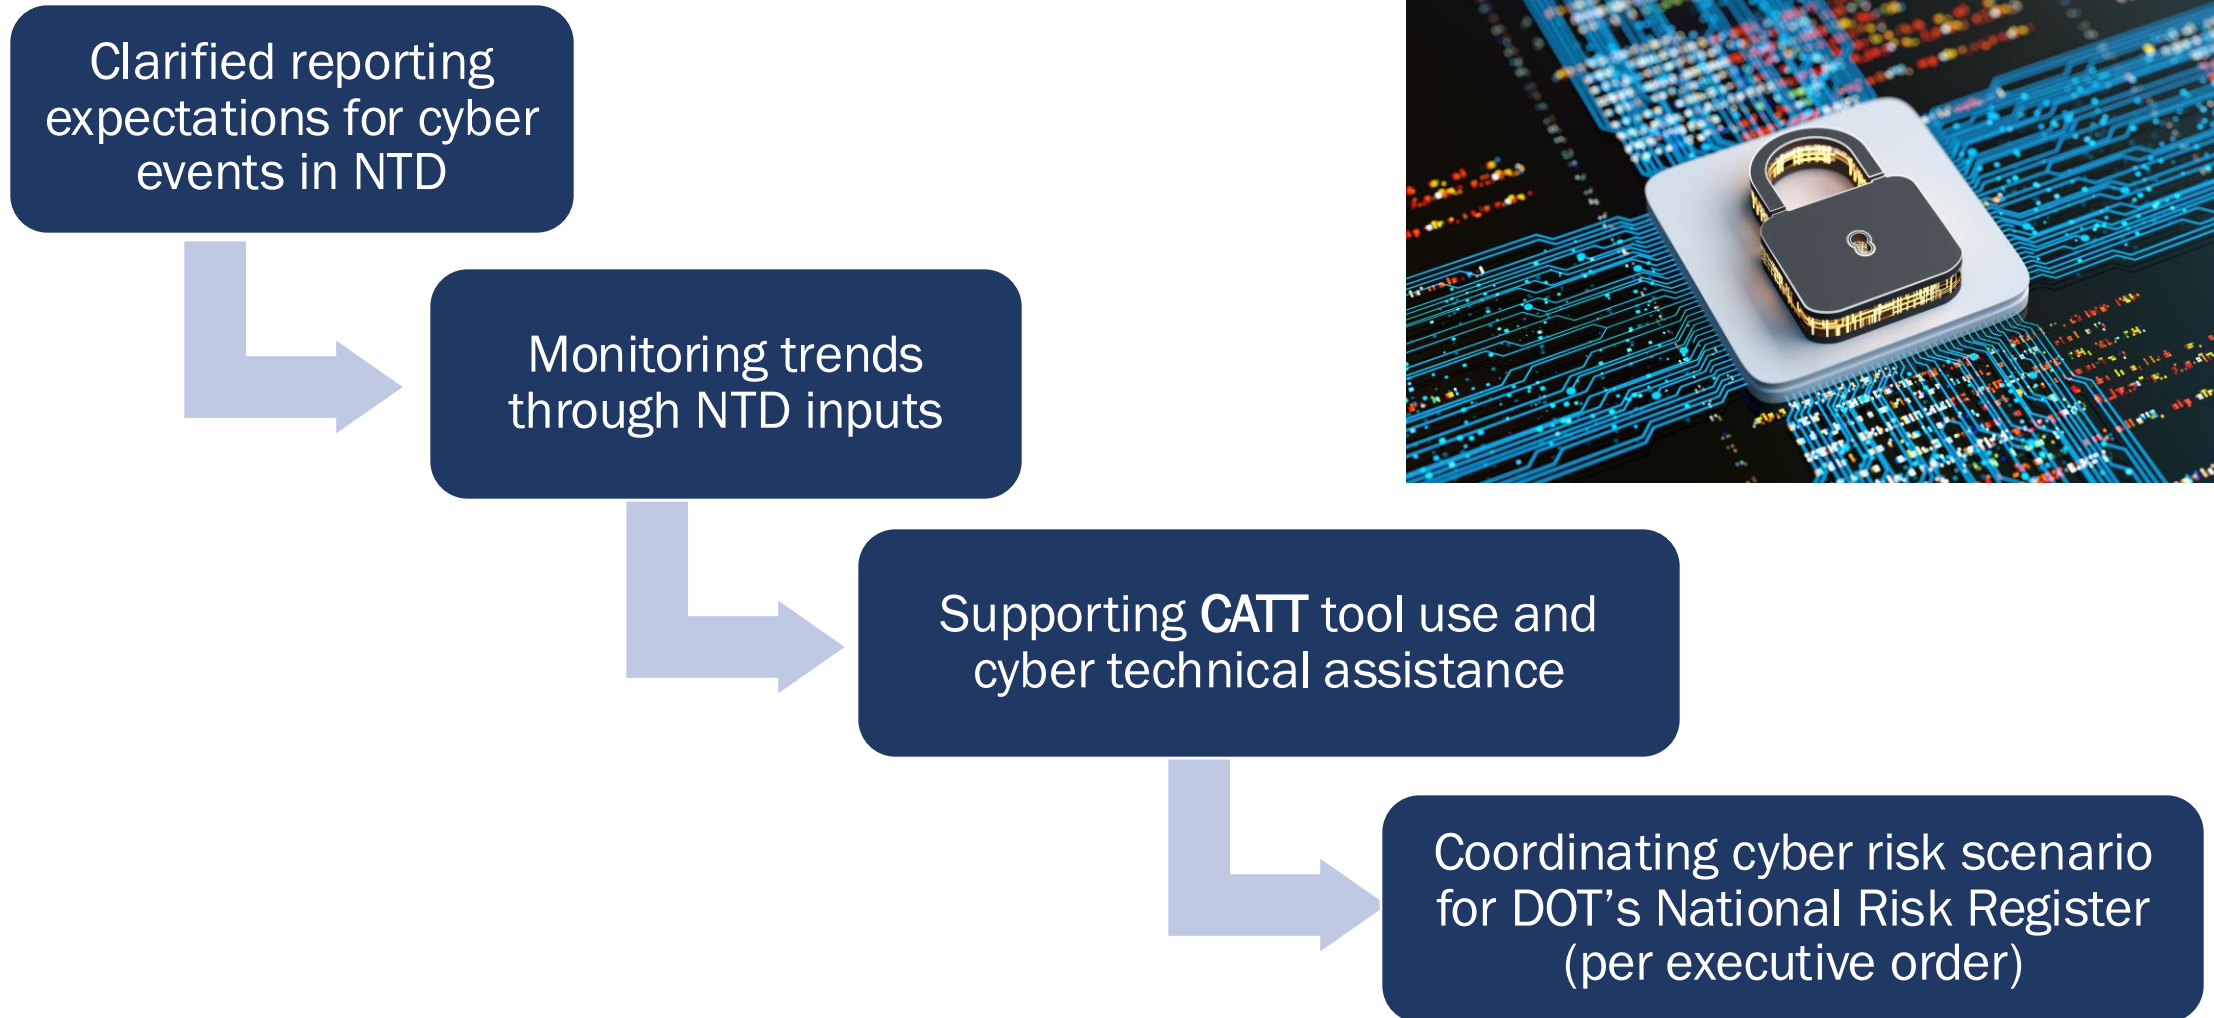 Clarified reporting
expectations for cyber
events in NTD
Monitoring trends
through NTD inputs
Supporting CATT tool use and
cyber technical assistance
Coordinating cyber risk scenario
for DOT’s National Risk Register
(per executive order)